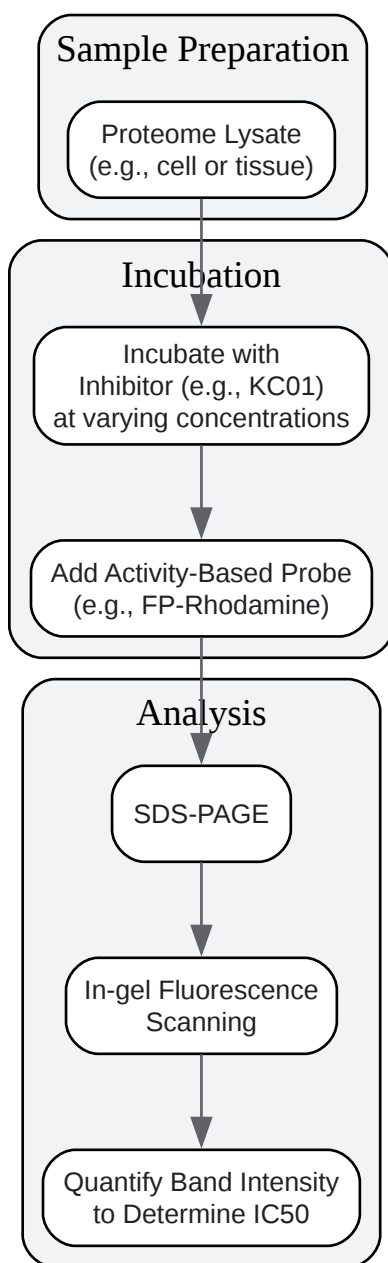 Sample Preparation
Proteome Lysate
(e.g., cell or tissue)
Incubation
Incubate with
Inhibitor (e.g., KC01)
at varying concentrations
Add Activity-Based Probe
(e.g., FP-Rhodamine)
Analysis
SDS-PAGE
In-gel Fluorescence
Scanning
Quantify Band Intensity
to Determine IC50